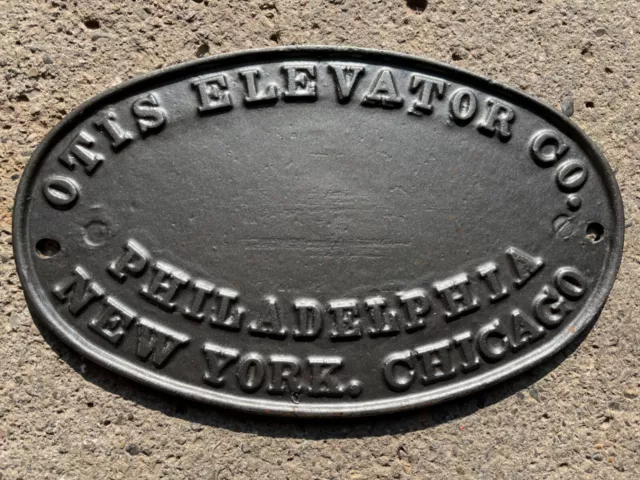 OTIS ELEVATOR CO.
PHILADELPHIA
NEW YORK. CHICAGO